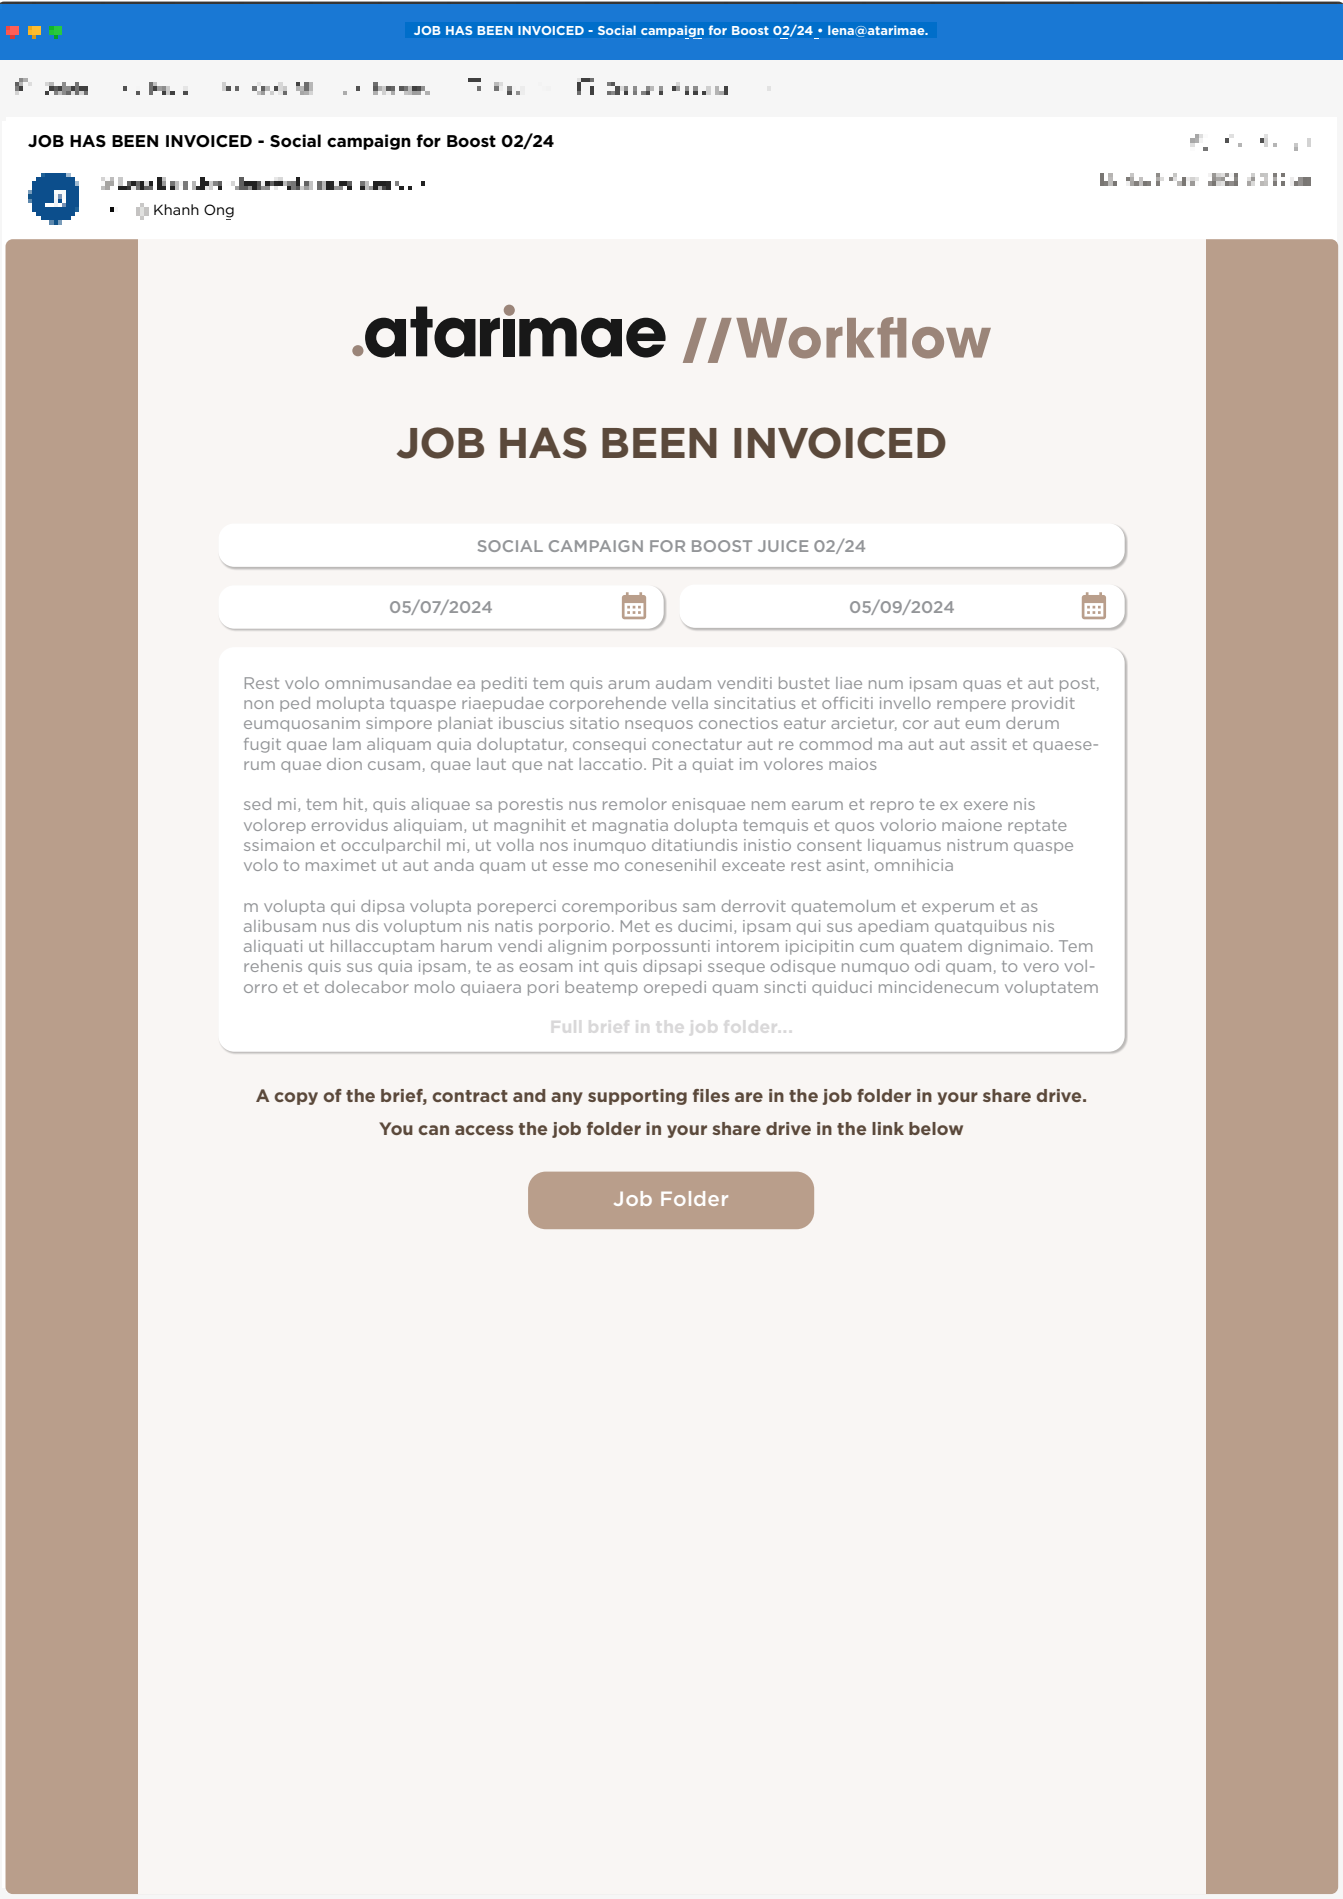 JOB HAS BEEN INVOICED - Social campaign for Boost 02/24 • lena@atarimae.
JOB HAS BEEN INVOICED - Social campaign for Boost 02/24
Khanh Ong
.atarimae //Workflow
JOB HAS BEEN INVOICED
SOCIAL CAMPAIGN FOR BOOST JUICE 02/24
05/07/2024
05/09/2024
Rest volo omnimusandae ea pediti tem quis arum audam venditi bustet liae num ipsam quas et aut post,
non ped molupta tquaspe riaepudae corporehende vella sincitatius et officiti invello rempere providit
eumquosanim simpore planiat ibuscius sitatio nsequos conectios eatur arcietur, cor aut eum derum
fugit quae lam aliquam quia doluptatur, consequi conectatur aut re commod ma aut aut assit et quaese-
rum quae dion cusam, quae laut que nat laccatio. Pit a quiat im volores maios
sed mi, tem hit, quis aliquae sa porestis nus remolor enisquae nem earum et repro te ex exere nis
volorep errovidus aliquiam, ut magnihit et magnatia dolupta temquis et quos volorio maione reptate
ssimaion et occulparchil mi, ut volla nos inumquo ditatiundis inistio consent liquamus nistrum quaspe
volo to maximet ut aut anda quam ut esse mo conesenihil exceate rest asint, omnihicia
m volupta qui dipsa volupta poreperci coremporibus sam derrovit quatemolum et experum et as
alibusam nus dis voluptum nis natis porporio. Met es ducimi, ipsam qui sus apediam quatquibus nis
aliquati ut hillaccuptam harum vendi alignim porpossunti intorem ipicipitin cum quatem dignimaio. Tem
rehenis quis sus quia ipsam, te as eosam int quis dipsapi sseque odisque numquo odi quam, to vero vol-
orro et et dolecabor molo quiaera pori beatemp orepedi quam sincti quiduci mincidenecum voluptatem
Full brief in the job folder...
A copy of the brief, contract and any supporting files are in the job folder in your share drive.
You can access the job folder in your share drive in the link below
Job Folder